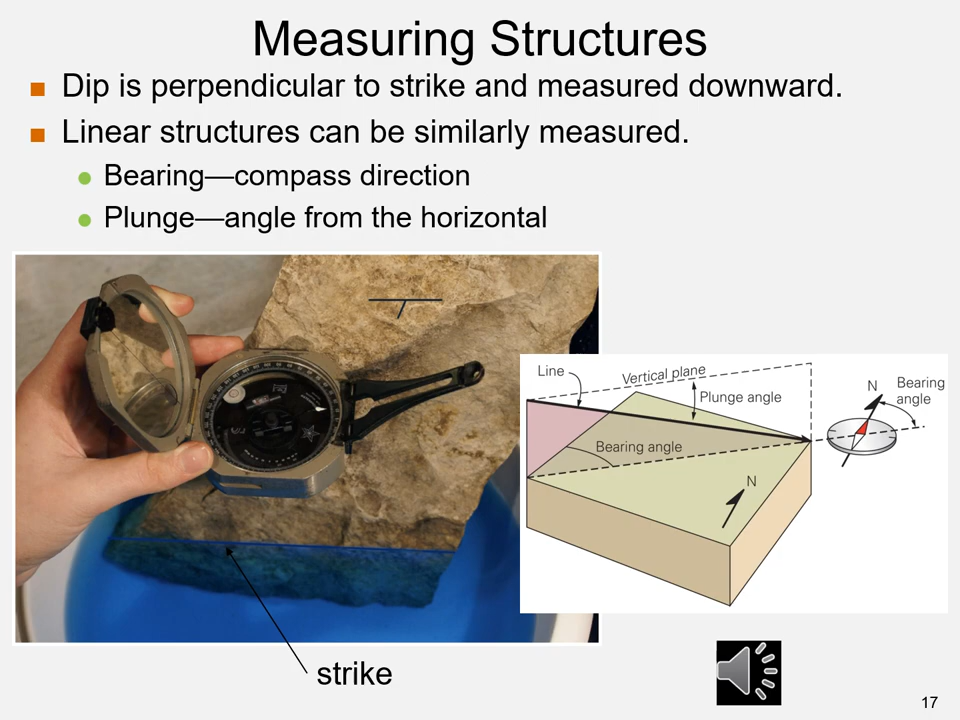 Measuring Structures
Dip is perpendicular to strike and measured downward.
Linear structures can be similarly measured.
Bearing—compass direction
Plunge—angle from the horizontal
Line
Vertical plane
Plunge angle
N
Bearing
angle
Bearing angle
N
strike
17